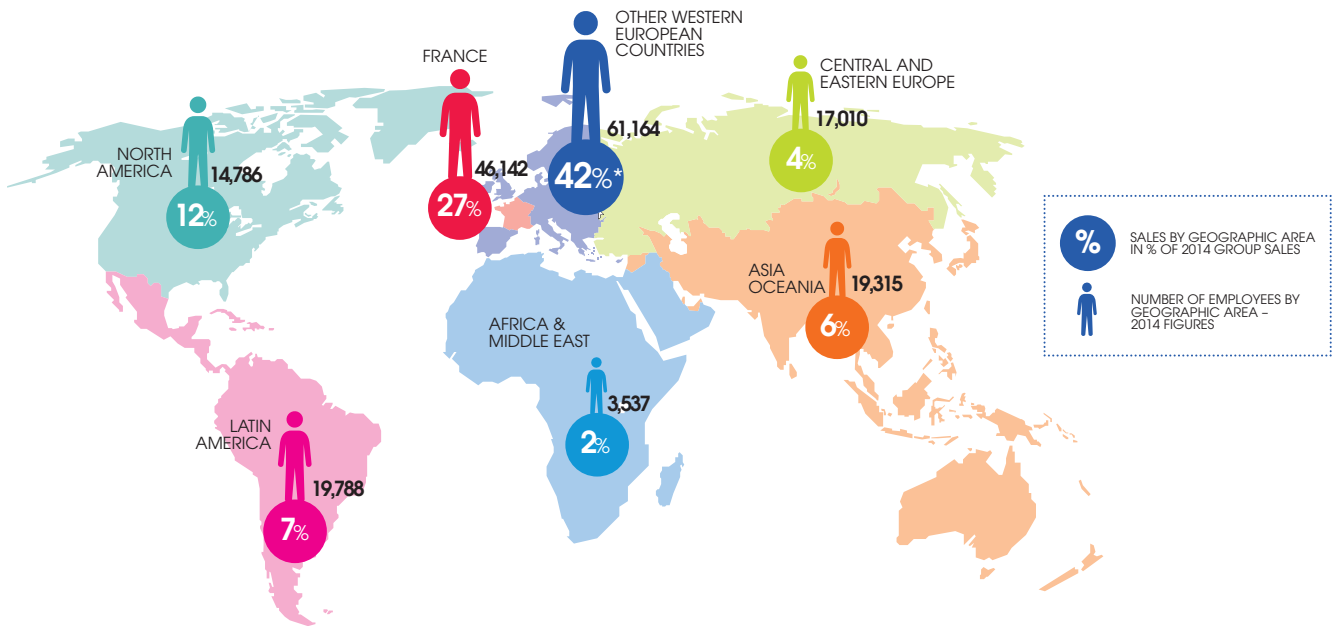 OTHER WESTERN
EUROPEAN
COUNTRIES
61,164
42%*
FRANCE
46,142
27%
CENTRAL AND
EASTERN EUROPE
17,010
4%
NORTH
AMERICA
14,786
12%
ASIA
OCEANIA
19,315
6%
AFRICA &
MIDDLE EAST
3,537
2%
LATIN
AMERICA
19,788
7%
%
SALES BY GEOGRAPHIC AREA
IN % OF 2014 GROUP SALES
NUMBER OF EMPLOYEES BY
GEOGRAPHIC AREA –
2014 FIGURES